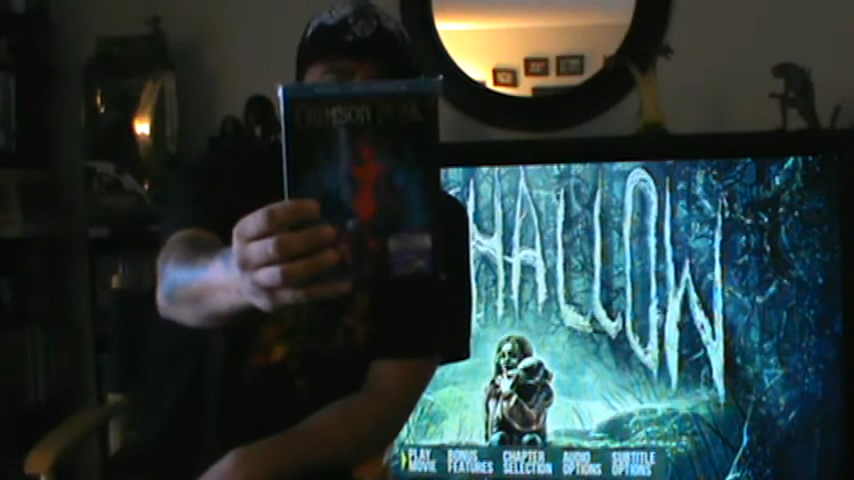 CRIMSON PEAK
HALLOW
PLAY MOVIE
BONUS FEATURES
CHAPTER SELECTION
AUDIO OPTIONS
SUBTITLE OPTIONS